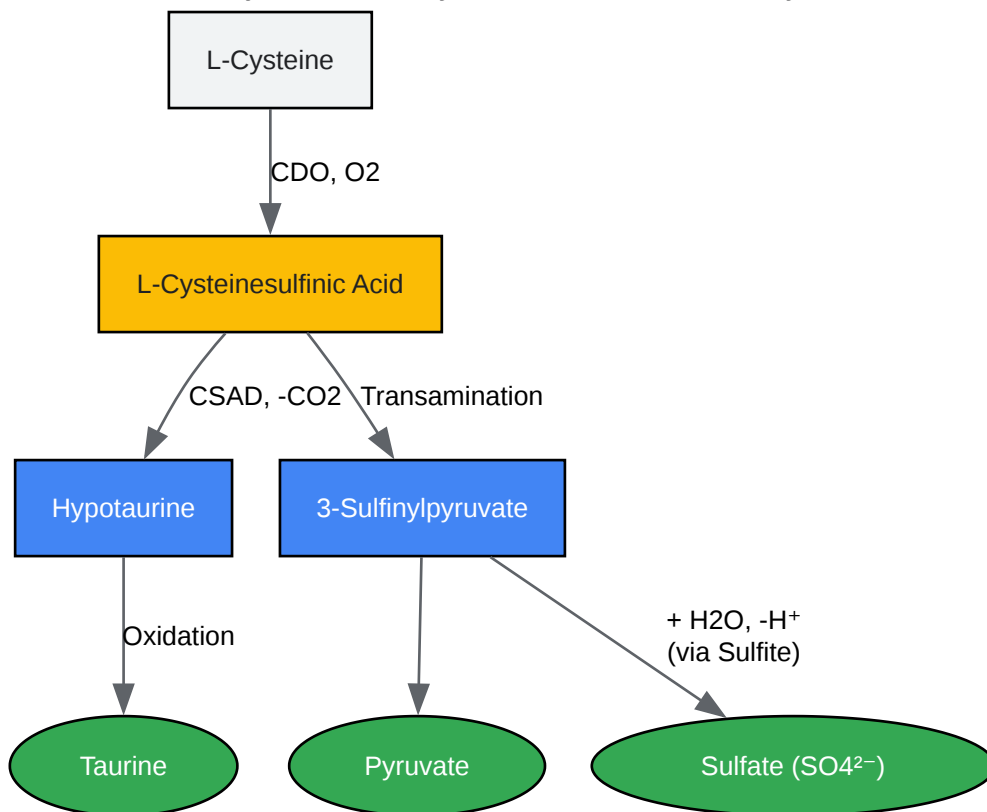 L-Cysteine
CDO, O2
L-Cysteinesulfinic Acid
CSAD, -CO2
Transamination
Hypotaurine
3-Sulfinylpyruvate
Oxidation
+ H2O, -H⁺
(via Sulfite)
Taurine
Pyruvate
Sulfate (SO4²⁻)